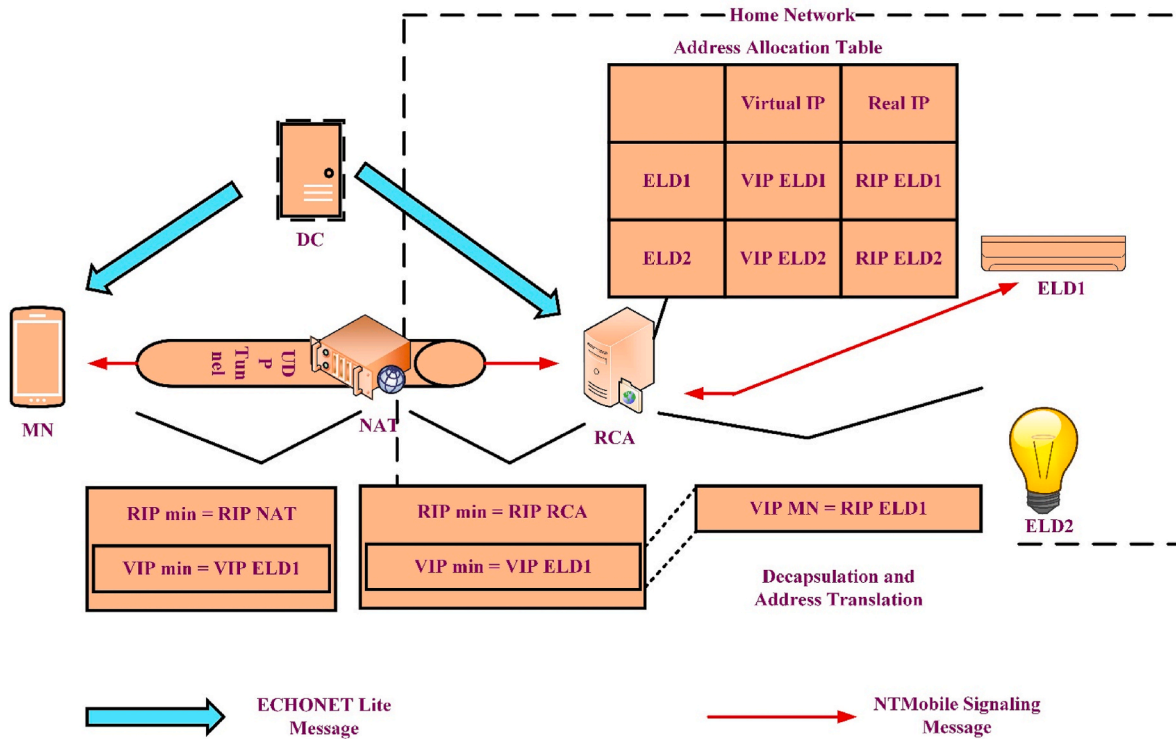 Home Network
Address Allocation Table
Virtual IP
Real IP
ELD1
VIP ELD1
RIP ELD1
ELD2
VIP ELD2
RIP ELD2
DC
ELD1
MN
UD
P
Tun
nel
NAT
RCA
ELD2
RIP min = RIP NAT
VIP min = VIP ELD1
RIP min = RIP RCA
VIP min = VIP ELD1
VIP MN = RIP ELD1
Decapsulation and
Address Translation
ECHONET Lite
Message
NTMobile Signaling
Message